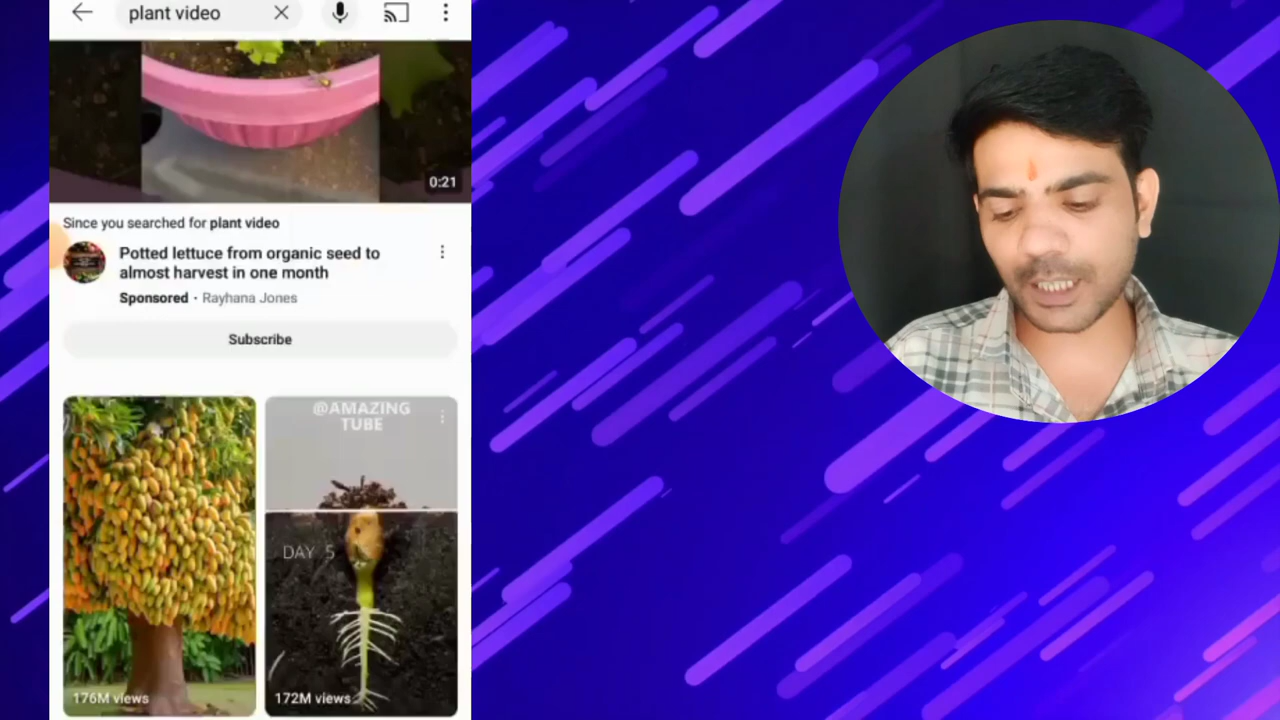 plant video
0:21
Since you searched for plant video
Potted lettuce from organic seed to
almost harvest in one month
Sponsored · Rayhana Jones
Subscribe
@AMAZING
TUBE
DAY 5
176M views
172M views